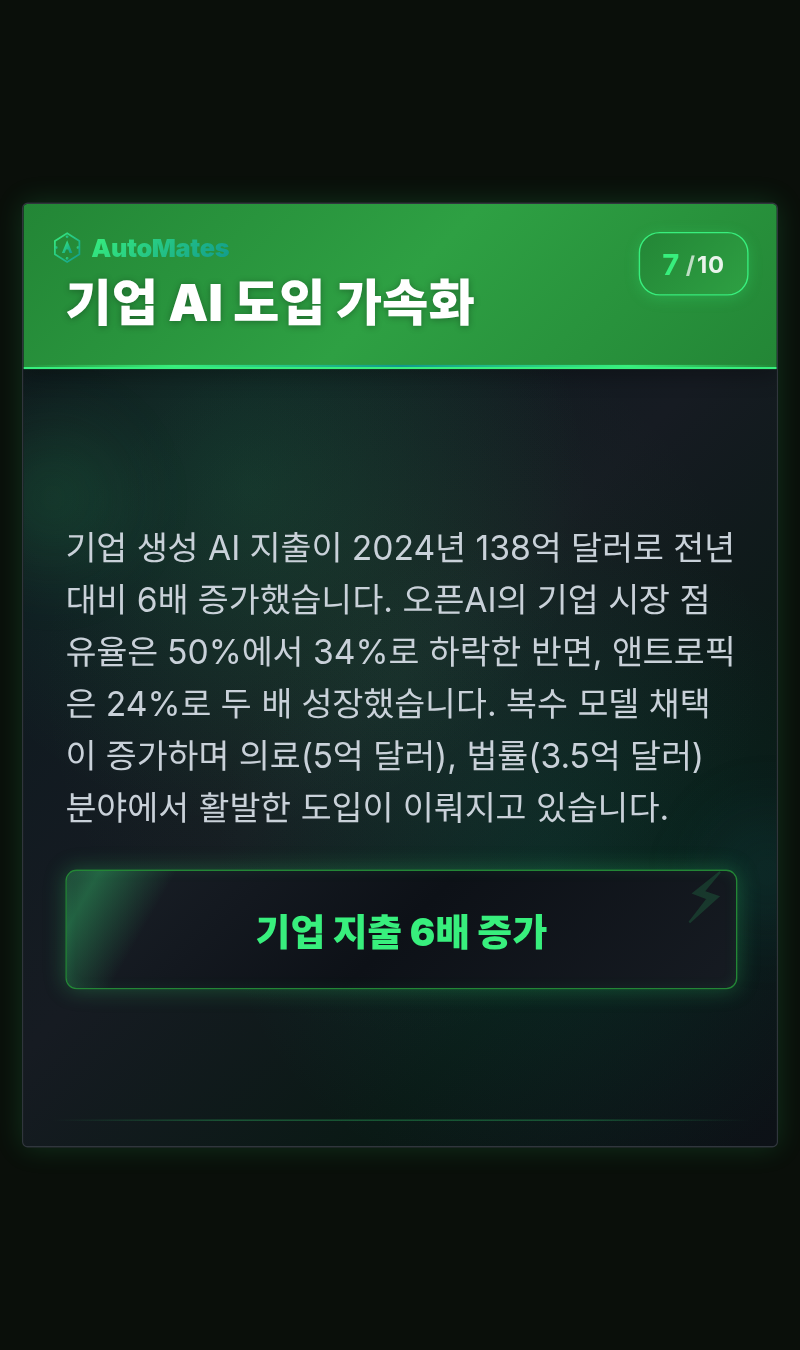 AutoMates
기업 AI 도입 가속화
7 /10
기업 생성 AI 지출이 2024년 138억 달러로 전년
대비 6배 증가했습니다. 오픈AI의 기업 시장 점
유율은 50%에서 34%로 하락한 반면, 앤트로픽
은 24%로 두 배 성장했습니다. 복수 모델 채택
이 증가하며 의료(5억 달러), 법률(3.5억 달러)
분야에서 활발한 도입이 이뤄지고 있습니다.
기업 지출 6배 증가